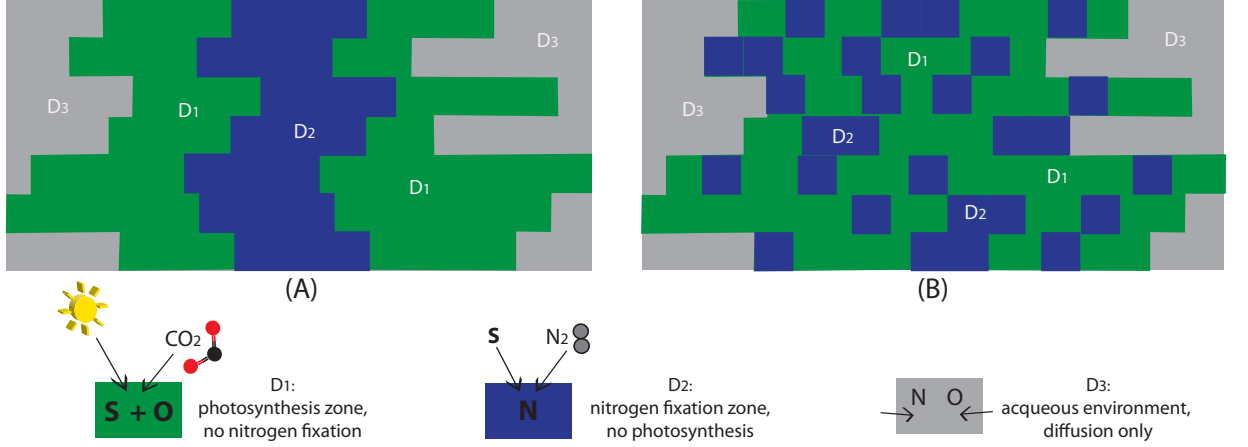 D3
D3
D1
D2
D1
(A)
D3
D1
D3
D2
D1
D2
(B)
CO2
S + O
D1:
photosynthesis zone,
no nitrogen fixation
S
N2
N
D2:
nitrogen fixation zone,
no photosynthesis
N O
D3:
acqueous environment,
diffusion only